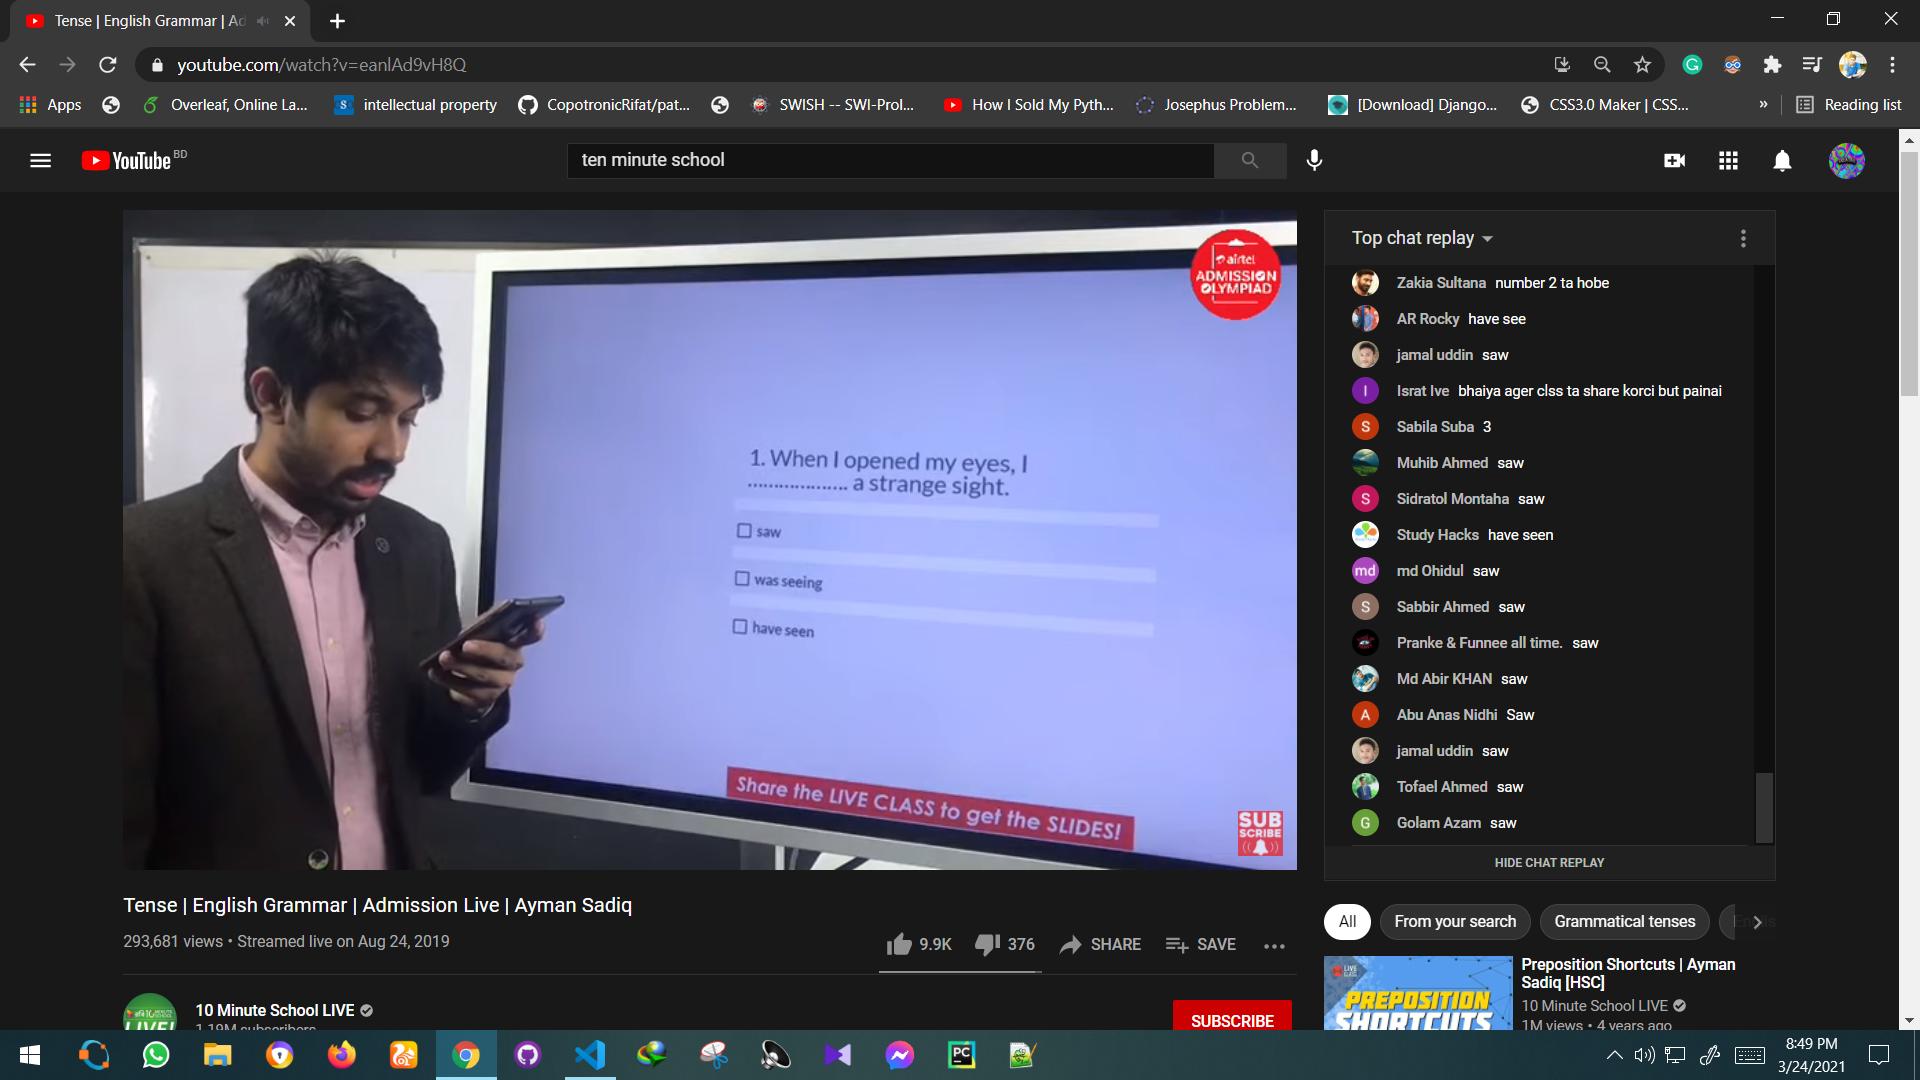 Tense | English Grammar | Ad
youtube.com/watch?v=eanlAd9vH8Q
Apps
Overleaf, Online La...
intellectual property
CopotronicRifat/pat...
SWISH -- SWI-Prol...
How I Sold My Pyth...
Josephus Problem...
[Download] Django...
CSS3.0 Maker | CSS...
»
Reading list
YouTube BD
ten minute school
airtel
ADMISSION
OLYMPIAD
1. When I opened my eyes, I
................... a strange sight.
saw
was seeing
have seen
Share the LIVE CLASS to get the SLIDES!
SUB
SCRIBE
Top chat replay
Zakia Sultana number 2 ta hobe
AR Rocky have see
jamal uddin saw
I Israt Ive bhaiya ager clss ta share korci but painai
S Sabila Suba 3
Muhib Ahmed saw
S Sidratol Montaha saw
Study Hacks have seen
md md Ohidul saw
S Sabbir Ahmed saw
Pranke & Funnee all time. saw
Md Abir KHAN saw
A Abu Anas Nidhi Saw
jamal uddin saw
Tofael Ahmed saw
G Golam Azam saw
HIDE CHAT REPLAY
Tense | English Grammar | Admission Live | Ayman Sadiq
293,681 views • Streamed live on Aug 24, 2019
9.9K
376
SHARE
SAVE
10 Minute School LIVE
1.19M subscribers
SUBSCRIBE
All
From your search
Grammatical tenses
LIVE
CLASS
PREPOSITION
SHORTCUTS
Preposition Shortcuts | Ayman
Sadiq [HSC]
10 Minute School LIVE
1M views • 4 years ago
PC
8:49 PM
3/24/2021